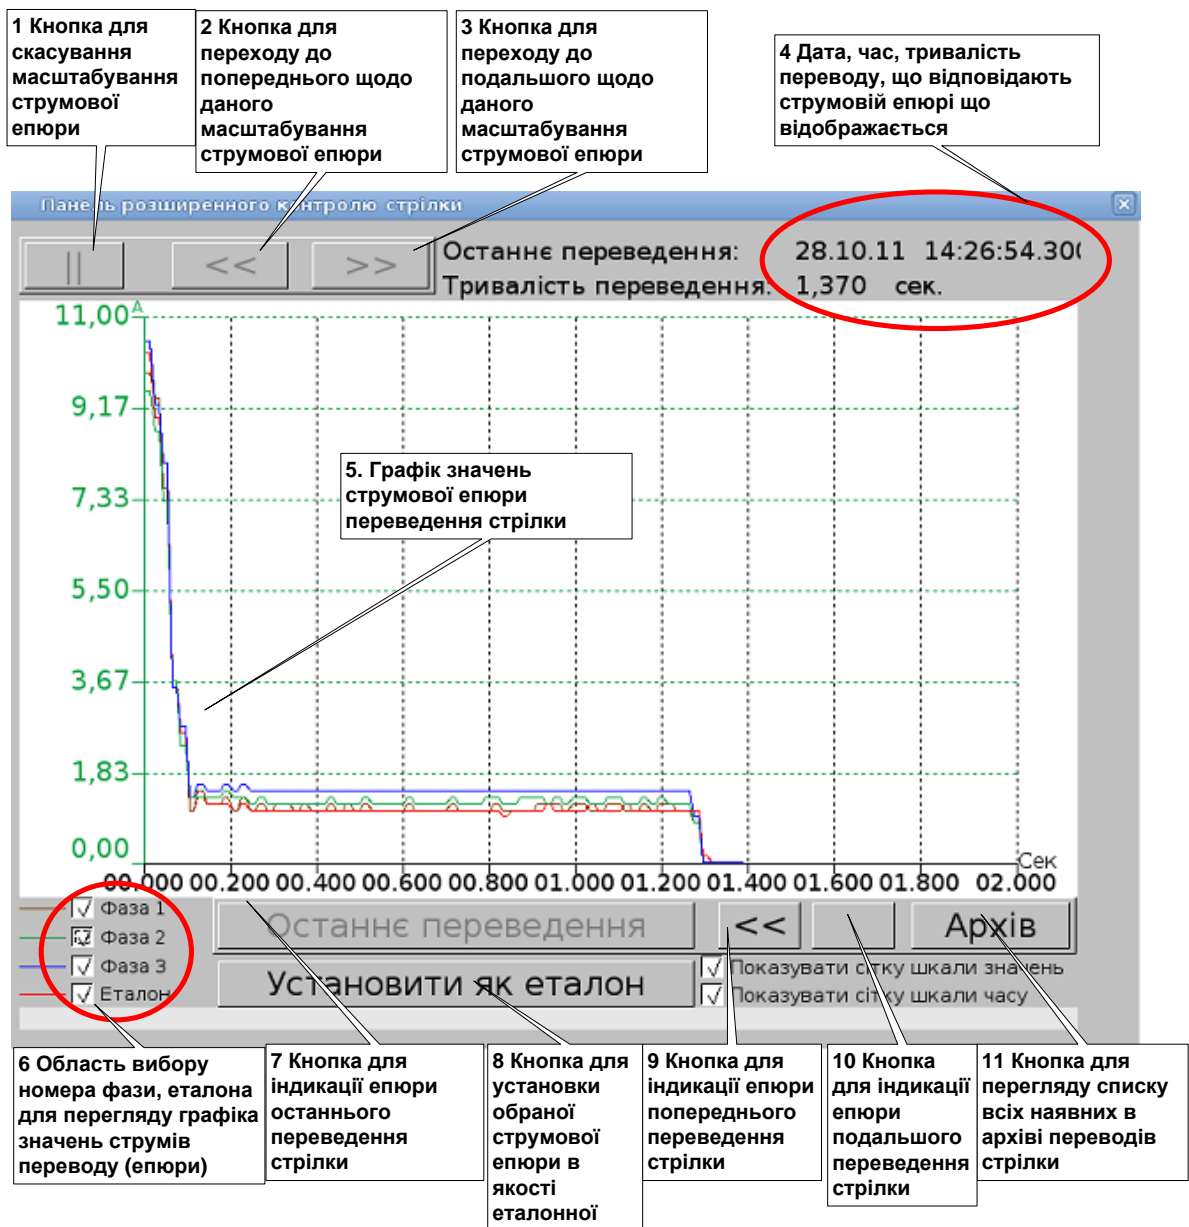 1 Кнопка для
скасування
масштабування
струмової
епюри
2 Кнопка для
переходу до
попереднього щодо
даного
масштабування
струмової епюри
3 Кнопка для
переходу до
подальшого щодо
даного
масштабування
струмової епюри
4 Дата, час, тривалість
переводу, що відповідають
струмовій епюрі що
відображається
Панель розширенного контролю стрілки
|| << >>
Останнє переведення: 28.10.11 14:26:54.300
Тривалість переведення: 1,370 сек.
A
11,00
9,17
7,33
5,50
3,67
1,83
0,00
5. Графік значень
струмової епюри
переведення стрілки
Сек
00.000 00.200 00.400 00.600 00.800 01.000 01.200 01.400 01.600 01.800 02.000
Фаза 1
Фаза 2
Фаза 3
Еталон
Останнє переведення
<<
Архів
Установити як еталон
Показувати сітку шкали значень
Показувати сітку шкали часу
6 Область вибору
номера фази, еталона
для перегляду графіка
значень струмів
переводу (епюри)
7 Кнопка для
індикації епюри
останнього
переведення
стрілки
8 Кнопка для
установки
обраної
струмової
епюри в
якості
еталонної
9 Кнопка для
індикації епюри
попереднього
переведення
стрілки
10 Кнопка
для індикації
епюри
подальшого
переведення
стрілки
11 Кнопка для
перегляду списку
всіх наявних в
архіві переводів
стрілки